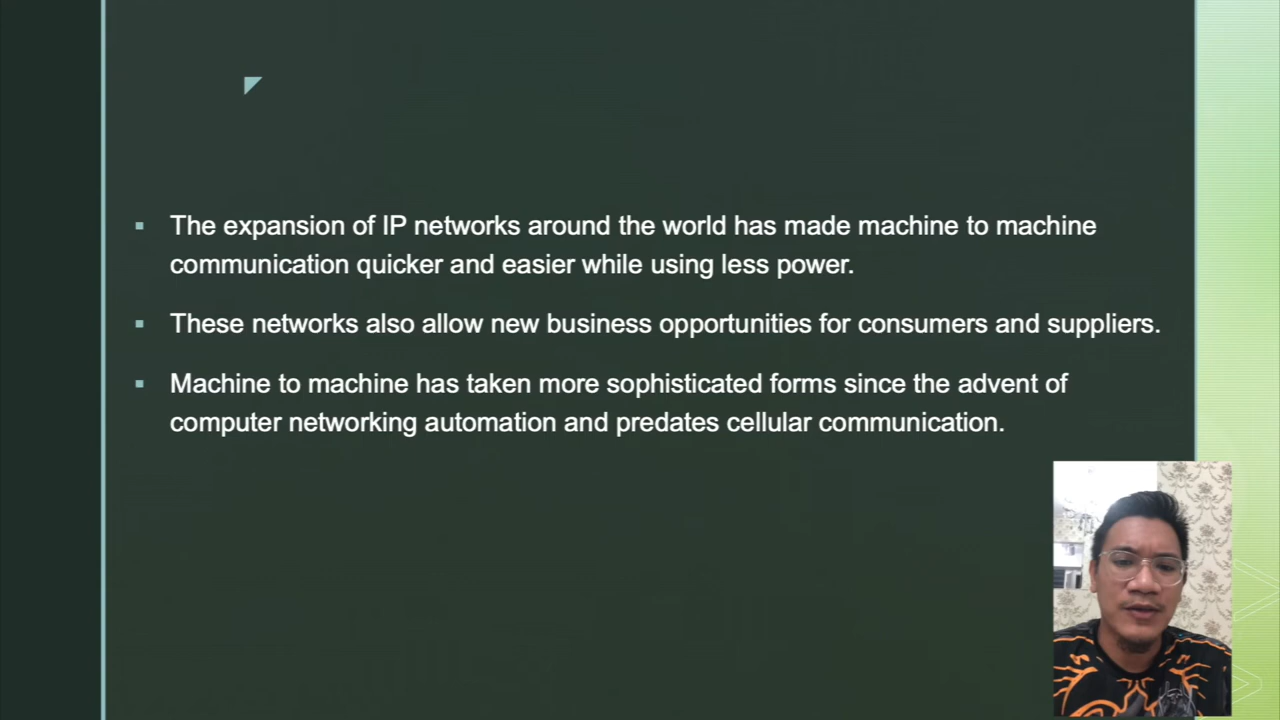 The expansion of IP networks around the world has made machine to machine
communication quicker and easier while using less power.
These networks also allow new business opportunities for consumers and suppliers.
Machine to machine has taken more sophisticated forms since the advent of
computer networking automation and predates cellular communication.